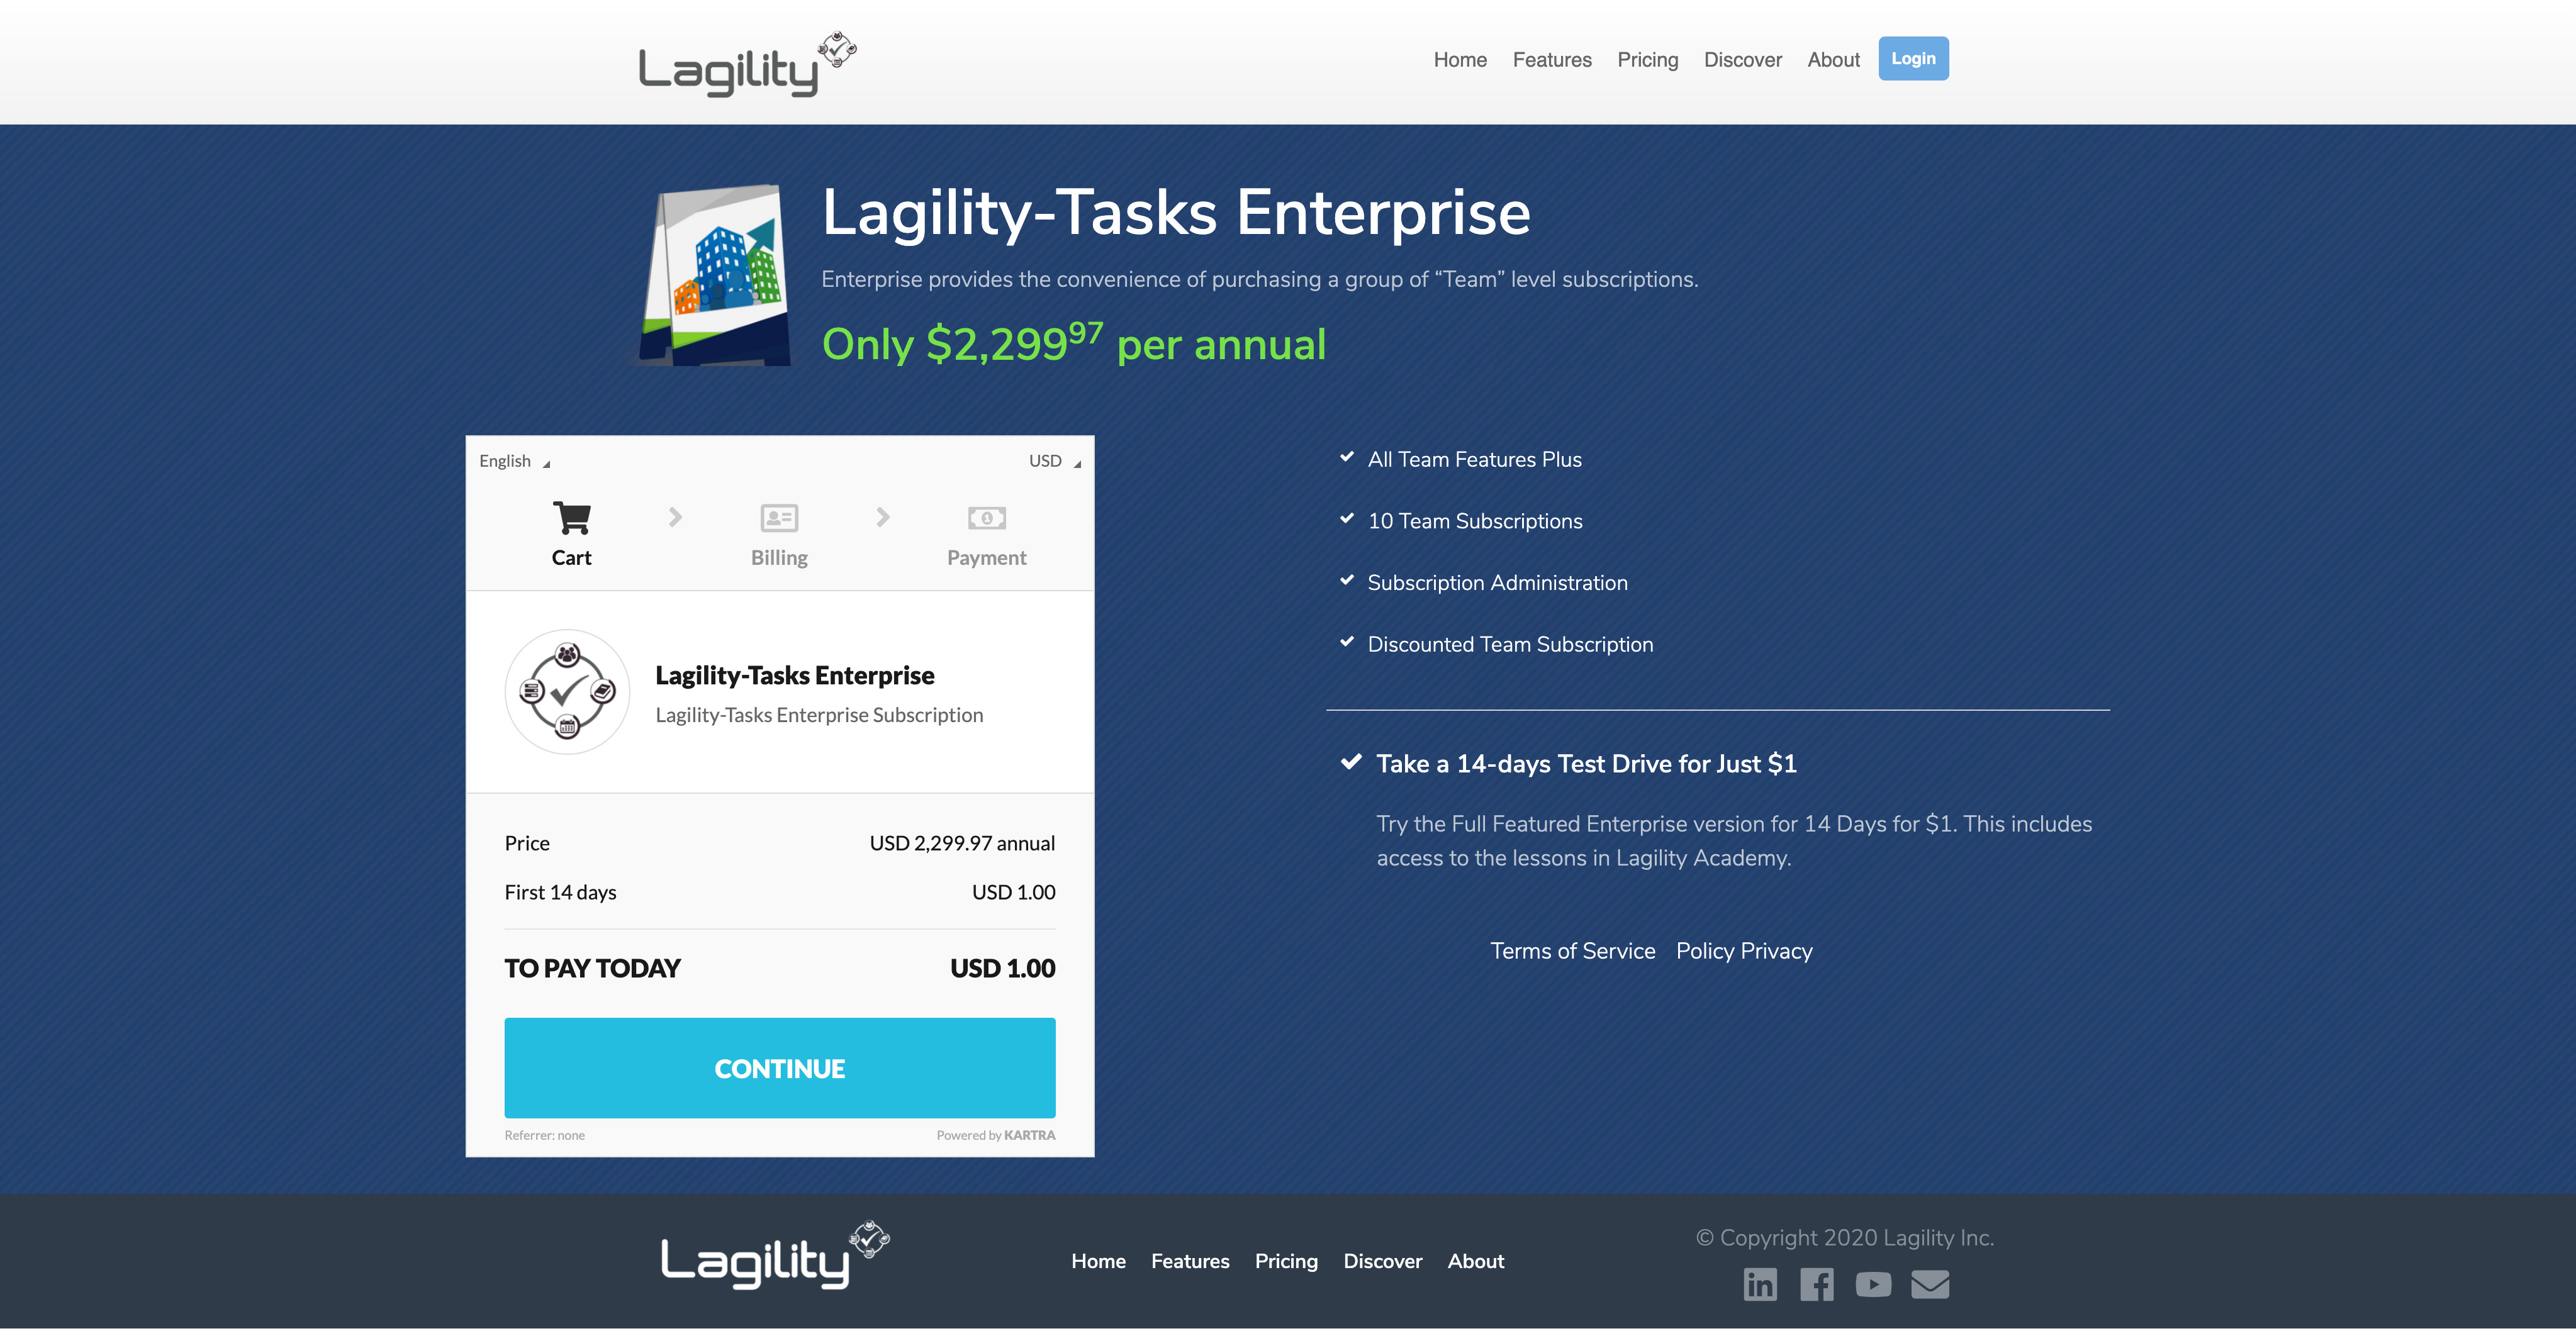 Lagility
Home Features Pricing Discover About Login
Lagility-Tasks Enterprise
Enterprise provides the convenience of purchasing a group of “Team” level subscriptions.
Only $2,299⁹⁷ per annual
English USD
Cart Billing Payment
Lagility-Tasks Enterprise
Lagility-Tasks Enterprise Subscription
Price USD 2,299.97 annual
First 14 days USD 1.00
TO PAY TODAY USD 1.00
CONTINUE
Referrer: none Powered by KARTRA
All Team Features Plus
10 Team Subscriptions
Subscription Administration
Discounted Team Subscription
Take a 14-days Test Drive for Just $1
Try the Full Featured Enterprise version for 14 Days for $1. This includes
access to the lessons in Lagility Academy.
Terms of Service Policy Privacy
Lagility
Home Features Pricing Discover About
© Copyright 2020 Lagility Inc.